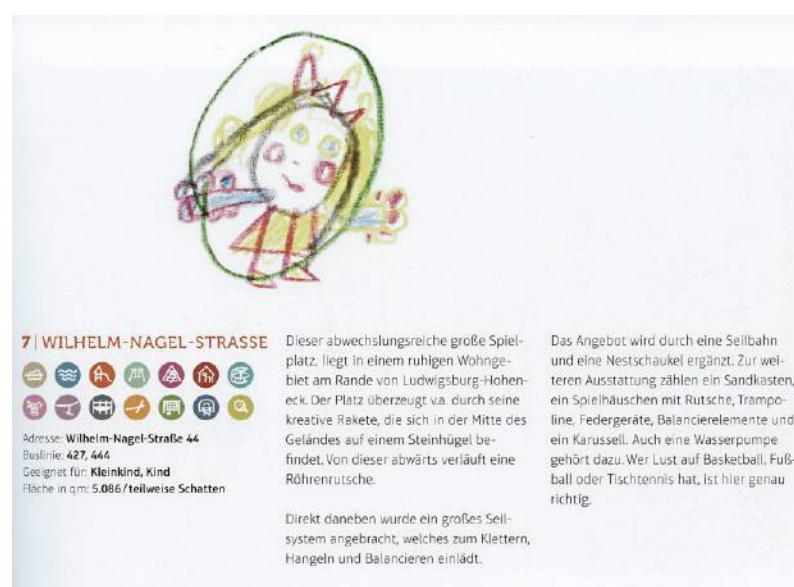 7 | WILHELM-NAGEL-STRASSE
Adresse: Wilhelm-Nagel-Straße 44
Buslinie: 427, 444
Geeignet für: Kleinkind, Kind
Fläche in qm: 5.086/teilweise Schatten
Dieser abwechslungsreiche große Spiel-
platz, liegt in einem ruhigen Wohnge-
biet am Rande von Ludwigsburg-Hohen-
eck. Der Platz überzeugt v.a. durch seine
kreative Rakete, die sich in der Mitte des
Geländes auf einem Steinhügel be-
findet. Von dieser abwärts verläuft eine
Röhrenrutsche.
Direkt daneben wurde ein großes Seil-
system angebracht, welches zum Klettern,
Hangeln und Balancieren einlädt.
Das Angebot wird durch eine Seilbahn
und eine Nestschaukel ergänzt. Zur wei-
teren Ausstattung zählen ein Sandkasten,
ein Spielhäuschen mit Rutsche, Trampo-
line, Federgeräte, Balancierelemente und
ein Karussell. Auch eine Wasserpumpe
gehört dazu. Wer Lust auf Basketball, Fuß-
ball oder Tischtennis hat, ist hier genau
richtig.